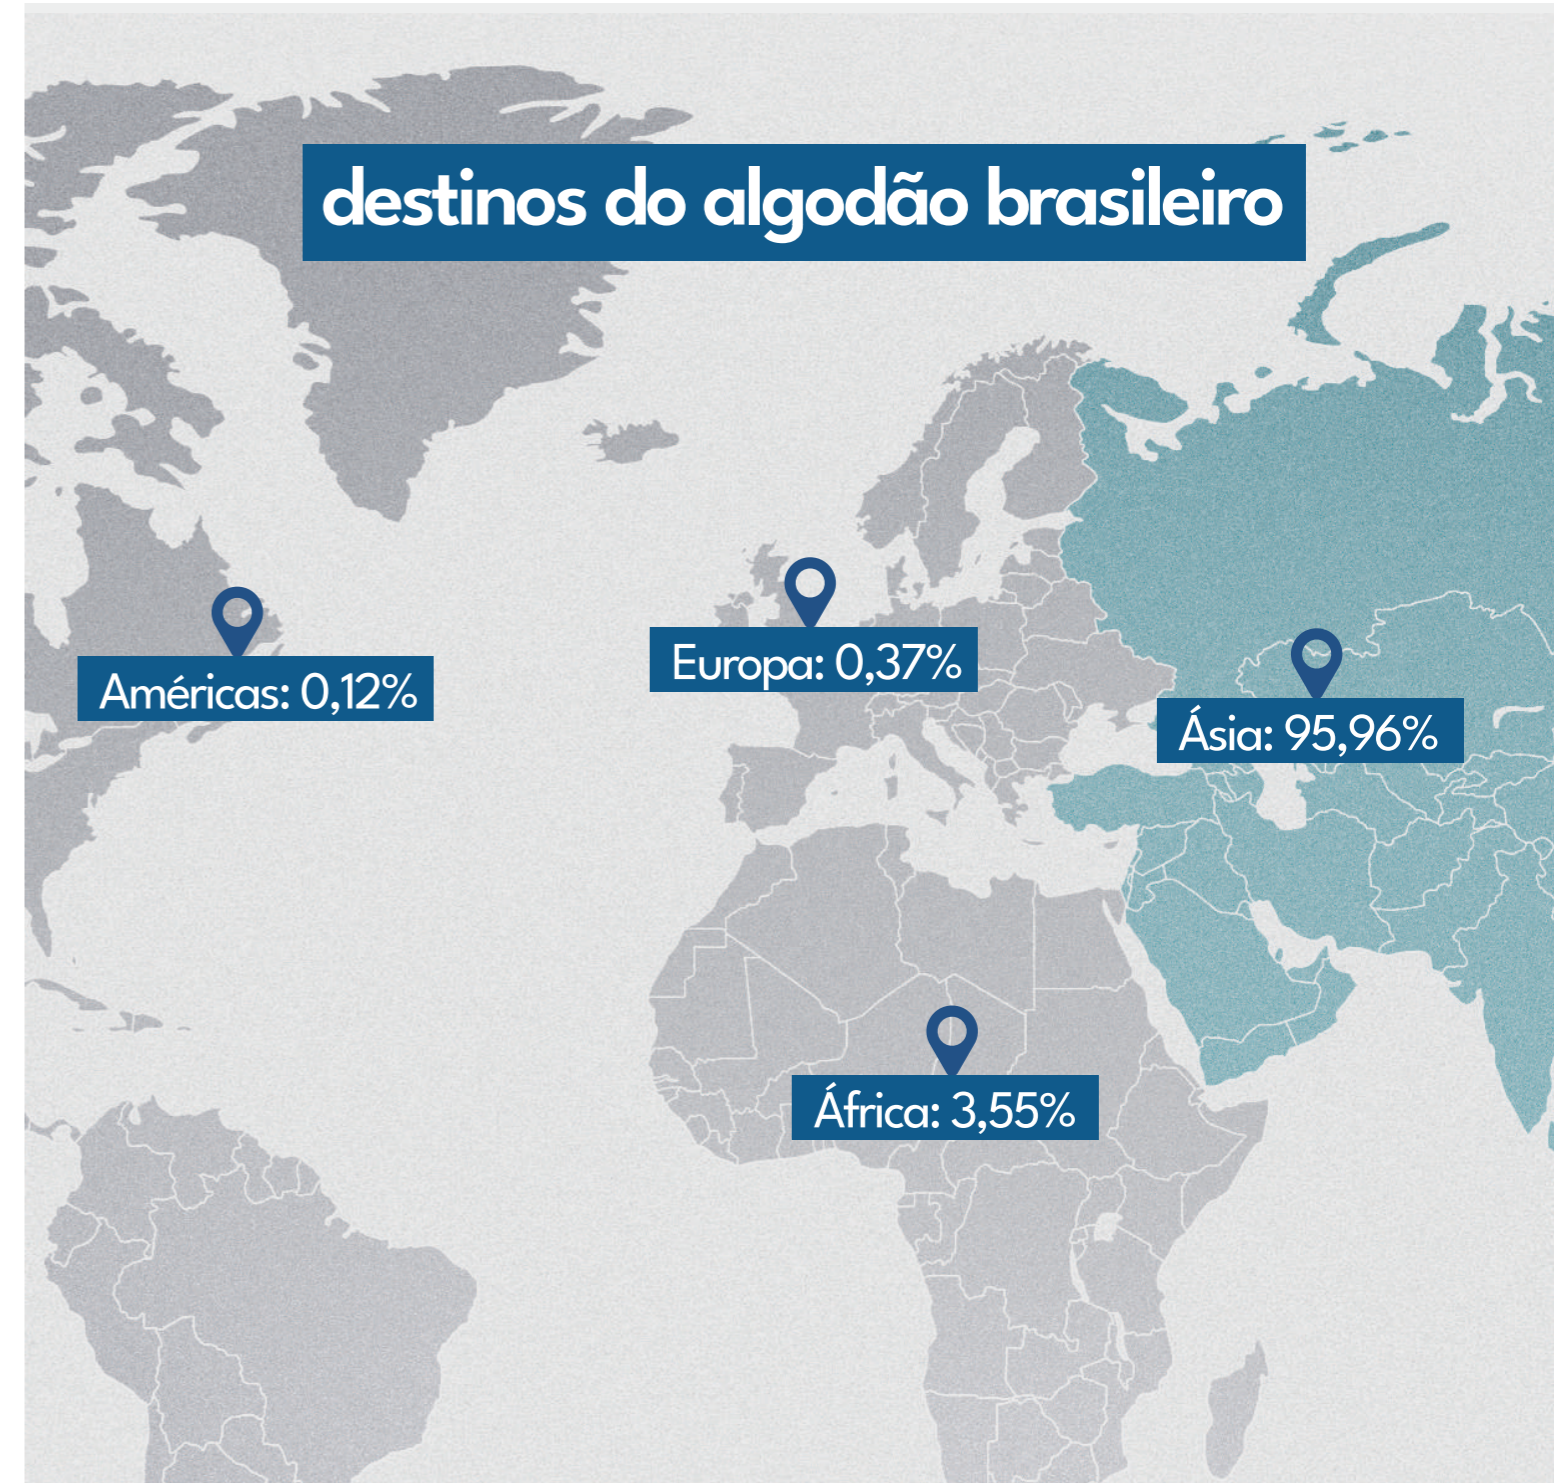 destinos do algodão brasileiro
Américas: 0,12%
Europa: 0,37%
Ásia: 95,96%
África: 3,55%